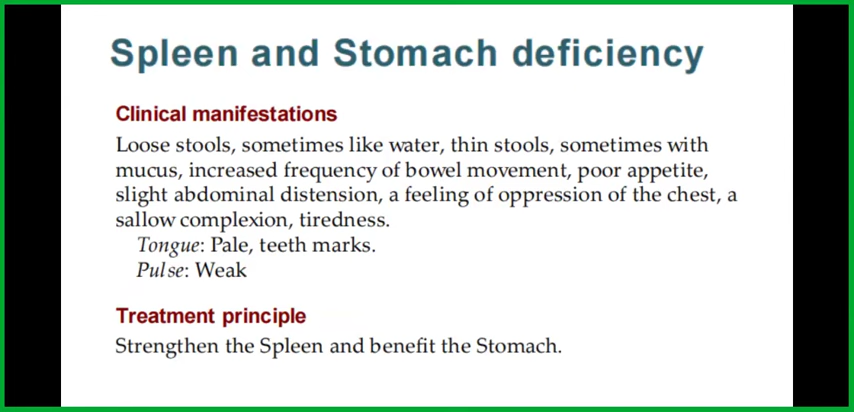 Spleen and Stomach deficiency
Clinical manifestations
Loose stools, sometimes like water, thin stools, sometimes with
mucus, increased frequency of bowel movement, poor appetite,
slight abdominal distension, a feeling of oppression of the chest, a
sallow complexion, tiredness.
Tongue: Pale, teeth marks.
Pulse: Weak
Treatment principle
Strengthen the Spleen and benefit the Stomach.